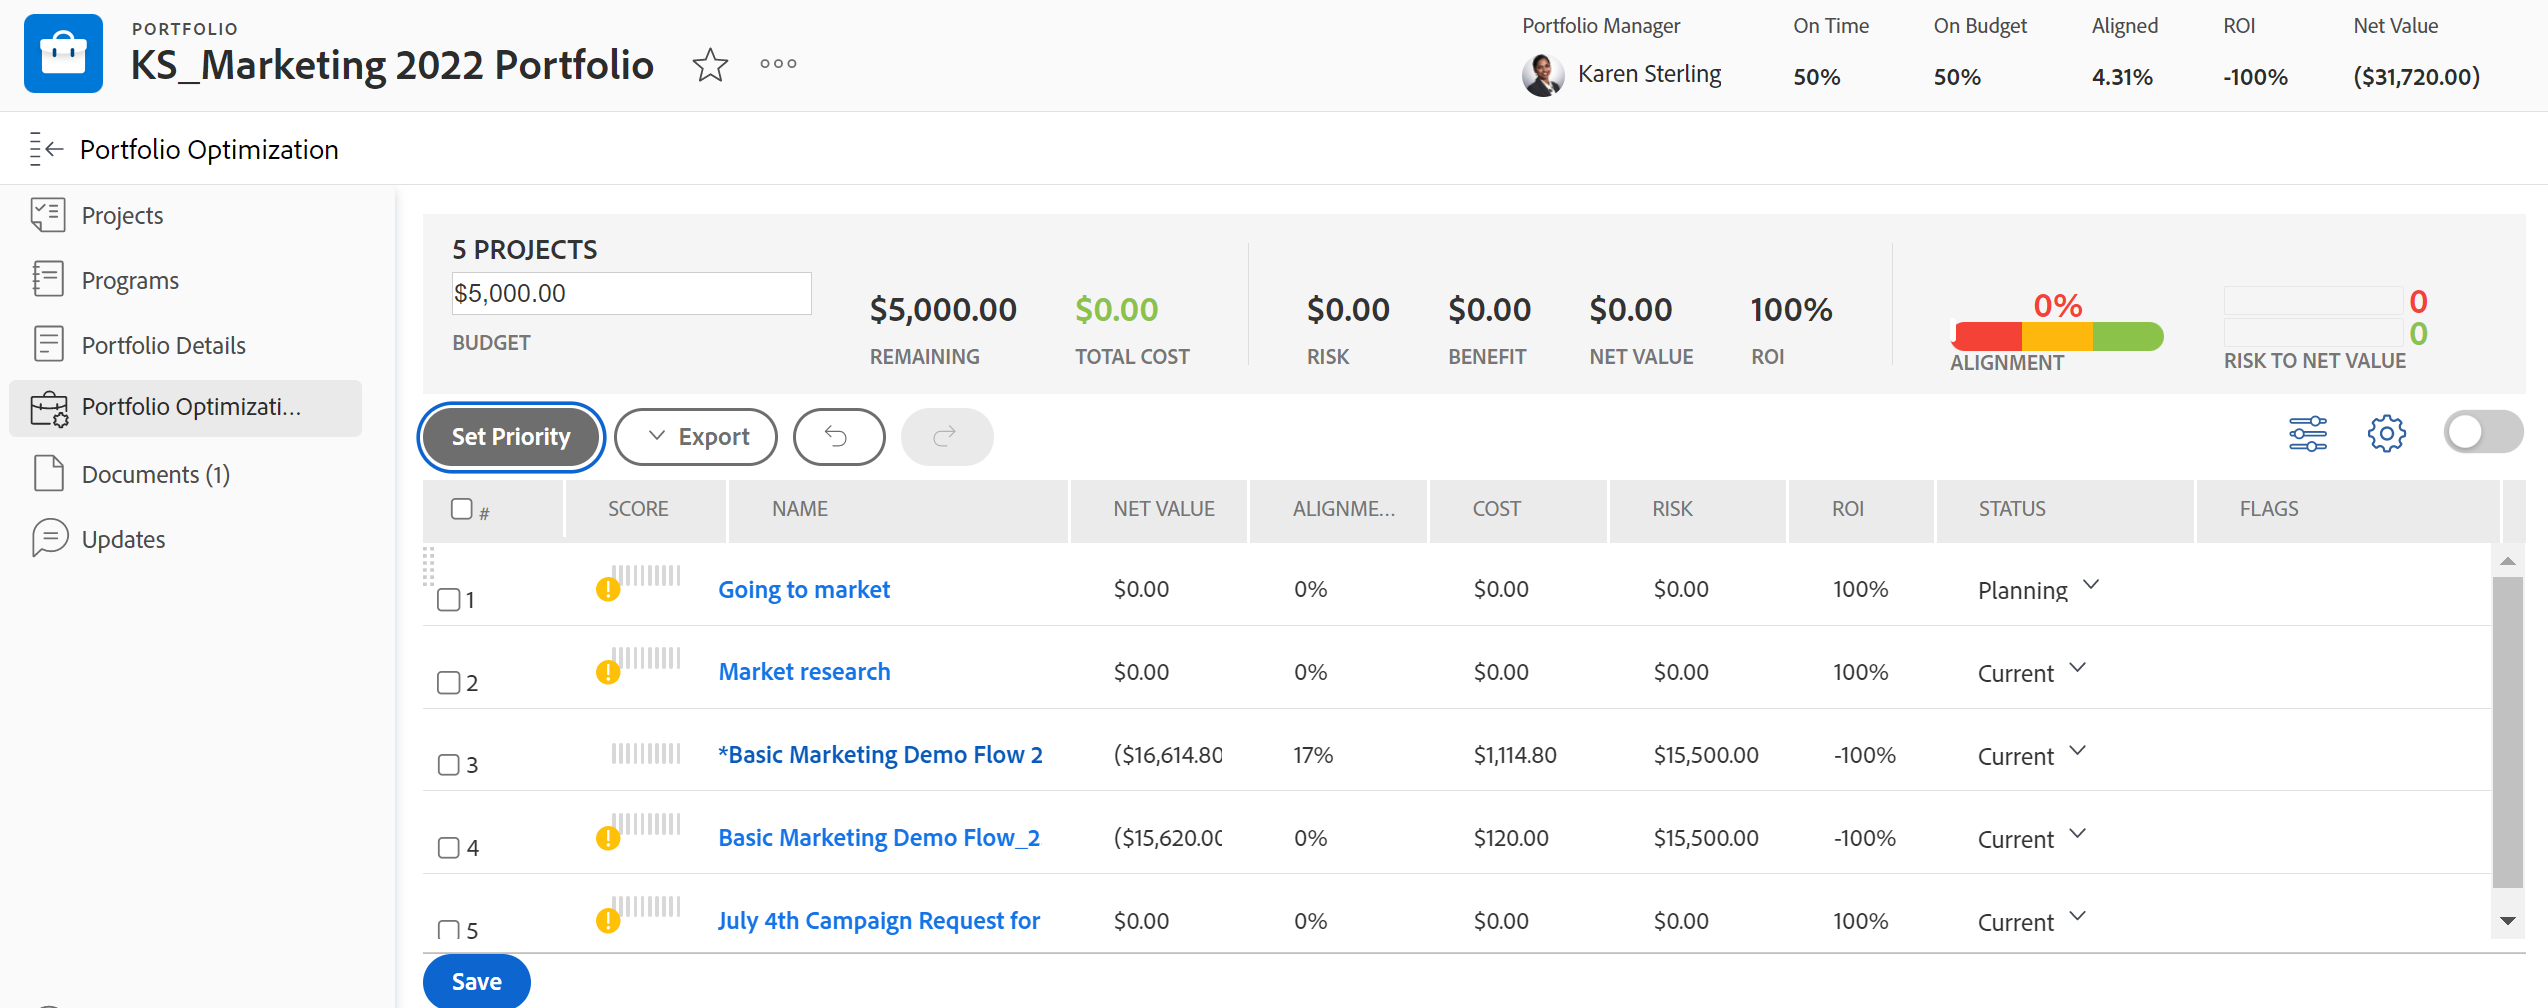 PORTFOLIO
KS_Marketing 2022 Portfolio
Portfolio Manager
Karen Sterling
On Time
50%
On Budget
50%
Aligned
4.31%
ROI
-100%
Net Value
($31,720.00)
Portfolio Optimization
Projects
Programs
Portfolio Details
Portfolio Optimizati...
Documents (1)
Updates
5 PROJECTS
$5,000.00
BUDGET
$5,000.00
REMAINING
$0.00
TOTAL COST
$0.00
RISK
$0.00
BENEFIT
$0.00
NET VALUE
100%
ROI
0%
ALIGNMENT
0
0
RISK TO NET VALUE
Set Priority
Export
# SCORE NAME NET VALUE ALIGNME... COST RISK ROI STATUS FLAGS
1 Going to market $0.00 0% $0.00 $0.00 100% Planning
2 Market research $0.00 0% $0.00 $0.00 100% Current
3 *Basic Marketing Demo Flow 2 ($16,614.80 17% $1,114.80 $15,500.00 -100% Current
4 Basic Marketing Demo Flow_2 ($15,620.00 0% $120.00 $15,500.00 -100% Current
5 July 4th Campaign Request for $0.00 0% $0.00 $0.00 100% Current
Save